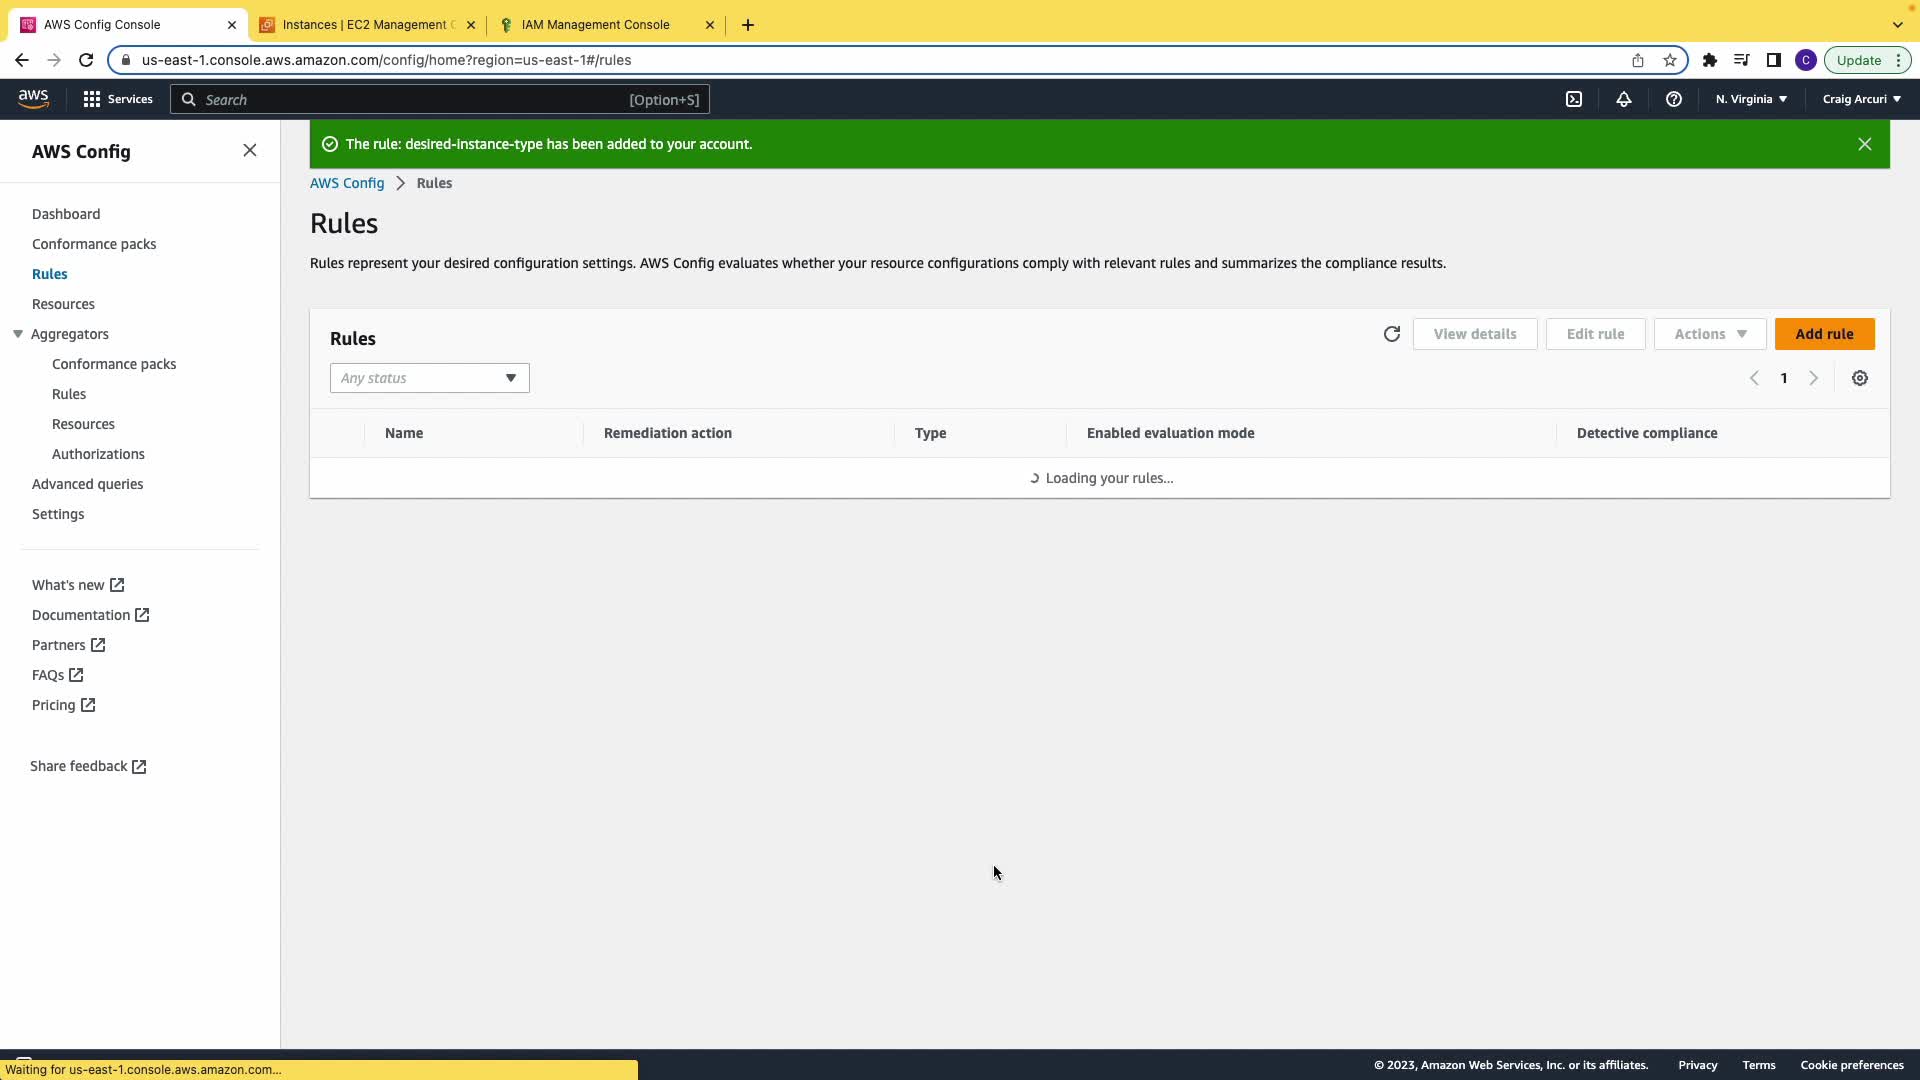 AWS Config Console
Instances | EC2 Management C
IAM Management Console
us-east-1.console.aws.amazon.com/config/home?region=us-east-1#/rules
C
Update
aws
Services
Search
[Option+S]
N. Virginia
Craig Arcuri
AWS Config
Dashboard
Conformance packs
Rules
Resources
Aggregators
Conformance packs
Rules
Resources
Authorizations
Advanced queries
Settings
What's new
Documentation
Partners
FAQs
Pricing
Share feedback
The rule: desired-instance-type has been added to your account.
AWS Config > Rules
Rules
Rules represent your desired configuration settings. AWS Config evaluates whether your resource configurations comply with relevant rules and summarizes the compliance results.
Rules
View details
Edit rule
Actions
Add rule
Any status
1
Name
Remediation action
Type
Enabled evaluation mode
Detective compliance
Loading your rules...
Waiting for us-east-1.console.aws.amazon.com...
© 2023, Amazon Web Services, Inc. or its affiliates.
Privacy
Terms
Cookie preferences